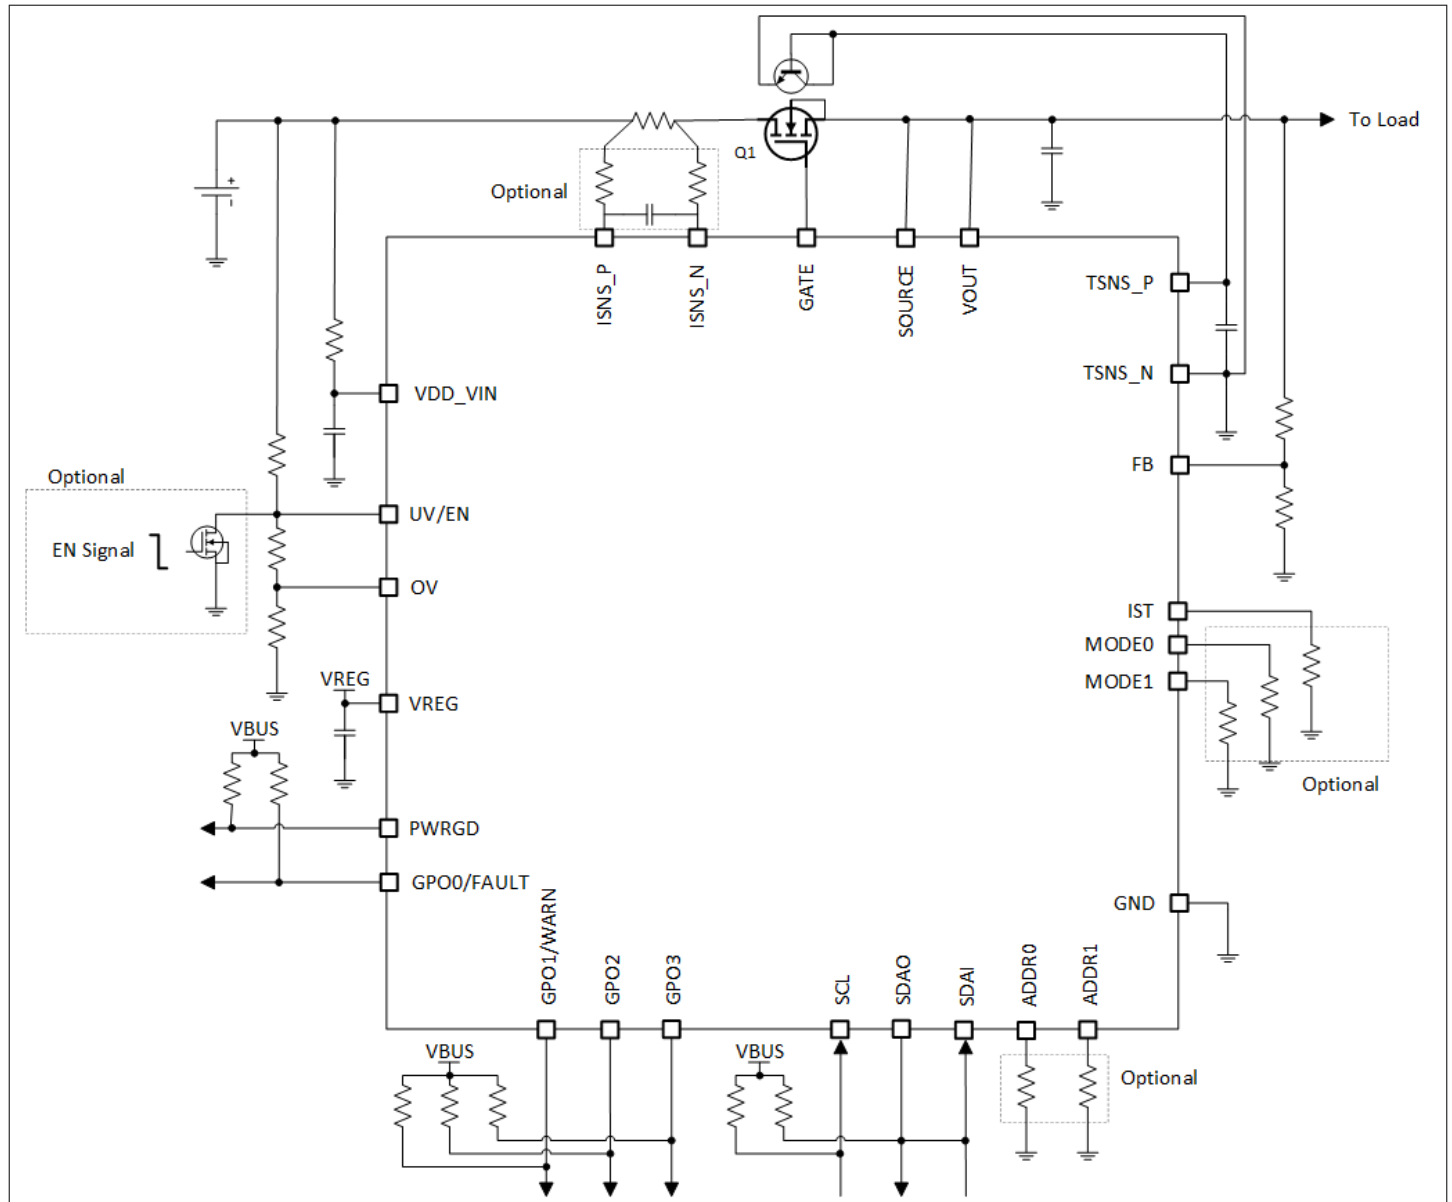 To Load
Q1
+
-
Optional
ISNS_P
ISNS_N
GATE
SOURCE
VOUT
TSNS_P
TSNS_N
VDD_VIN
FB
Optional
UV/EN
EN Signal
OV
IST
MODE0
MODE1
VREG
VREG
VBUS
Optional
PWRGD
GPO0/FAULT
GND
GPO1/WARN
GPO2
GPO3
SCL
SDAO
SDAI
ADDR0
ADDR1
VBUS
VBUS
Optional